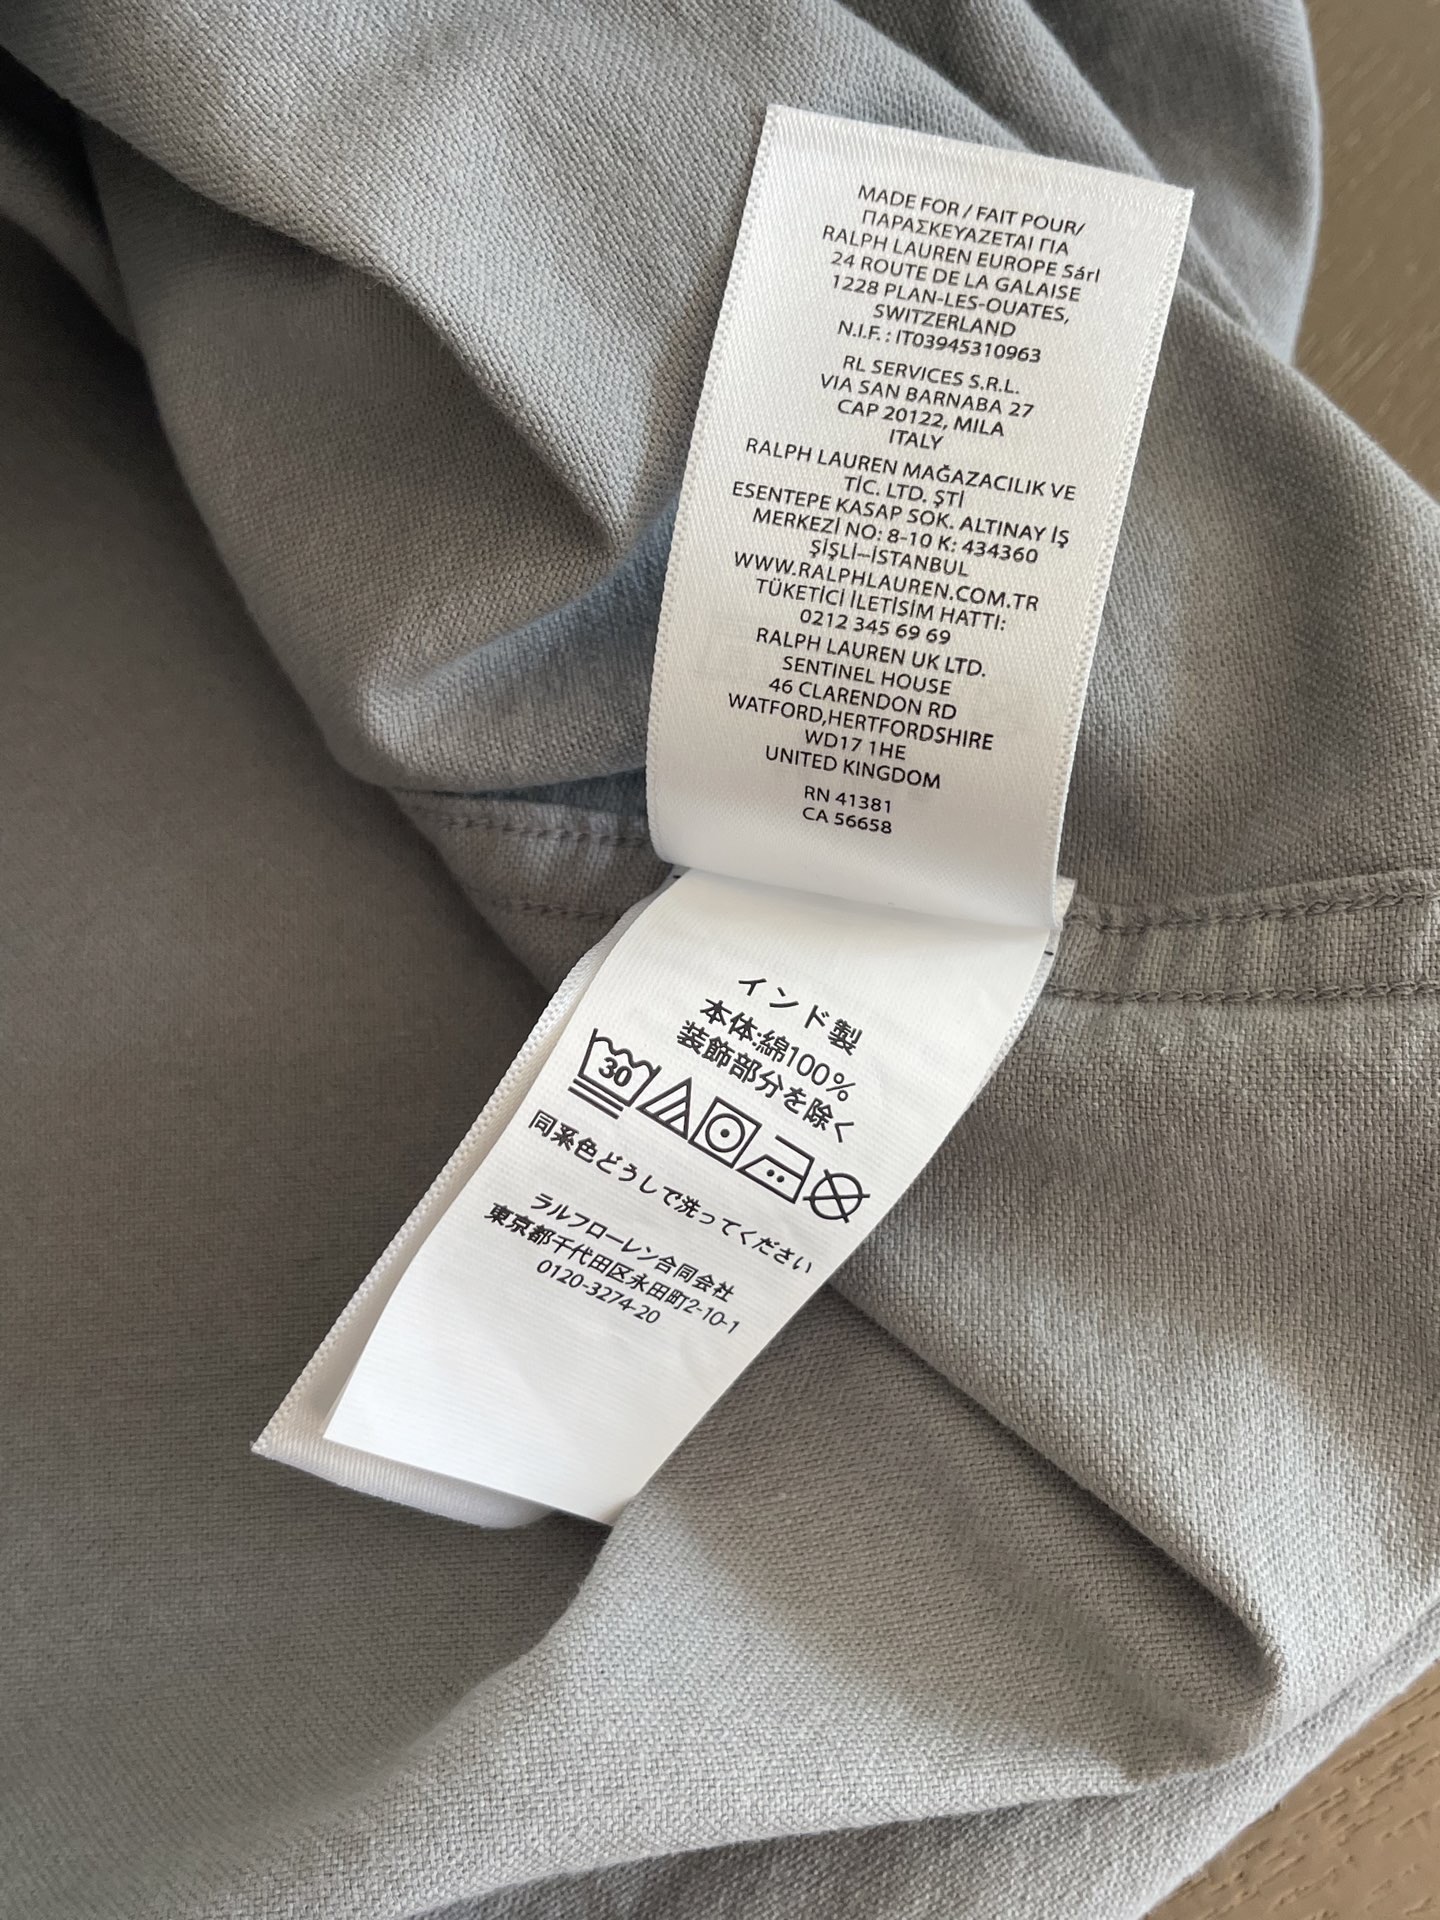 MADE FOR / FAIT POUR/
ΠΑΡΑΣΚΕΥΑΖΕΤΑΙ ΓΙΑ
RALPH LAUREN EUROPE Sárl
24 ROUTE DE LA GALAISE
1228 PLAN-LES-OUATES,
SWITZERLAND
N.I.F. : IT03945310963
RL SERVICES S.R.L.
VIA SAN BARNABA 27
CAP 20122, MILA
ITALY
RALPH LAUREN MAĞAZACILIK VE
TİC. LTD. ŞTİ
ESENTEPE KASAP SOK. ALTINAY İŞ
MERKEZİ NO: 8-10 K: 434360
ŞİŞLİ–İSTANBUL
WWW.RALPHLAUREN.COM.TR
TÜKETİCİ İLETİSİM HATTI:
0212 345 69 69
RALPH LAUREN UK LTD.
SENTINEL HOUSE
46 CLARENDON RD
WATFORD,HERTFORDSHIRE
WD17 1HE
UNITED KINGDOM
RN 41381
CA 56658
インド製
本体:綿100%
装飾部分を除く
30
同系色どうしで洗ってください
ラルフローレン合同会社
東京都千代田区永田町2-10-1
0120-3274-20